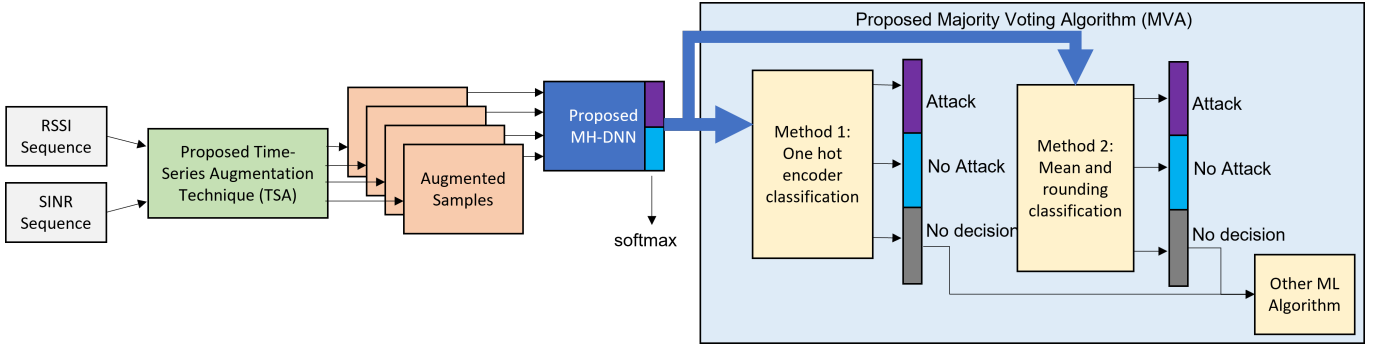 Proposed Majority Voting Algorithm (MVA)
RSSI
Sequence
SINR
Sequence
Proposed Time-
Series Augmentation
Technique (TSA)
Augmented
Samples
Proposed
MH-DNN
softmax
Method 1:
One hot
encoder
classification
Attack
No Attack
No decision
Method 2:
Mean and
rounding
classification
Attack
No Attack
No decision
Other ML
Algorithm